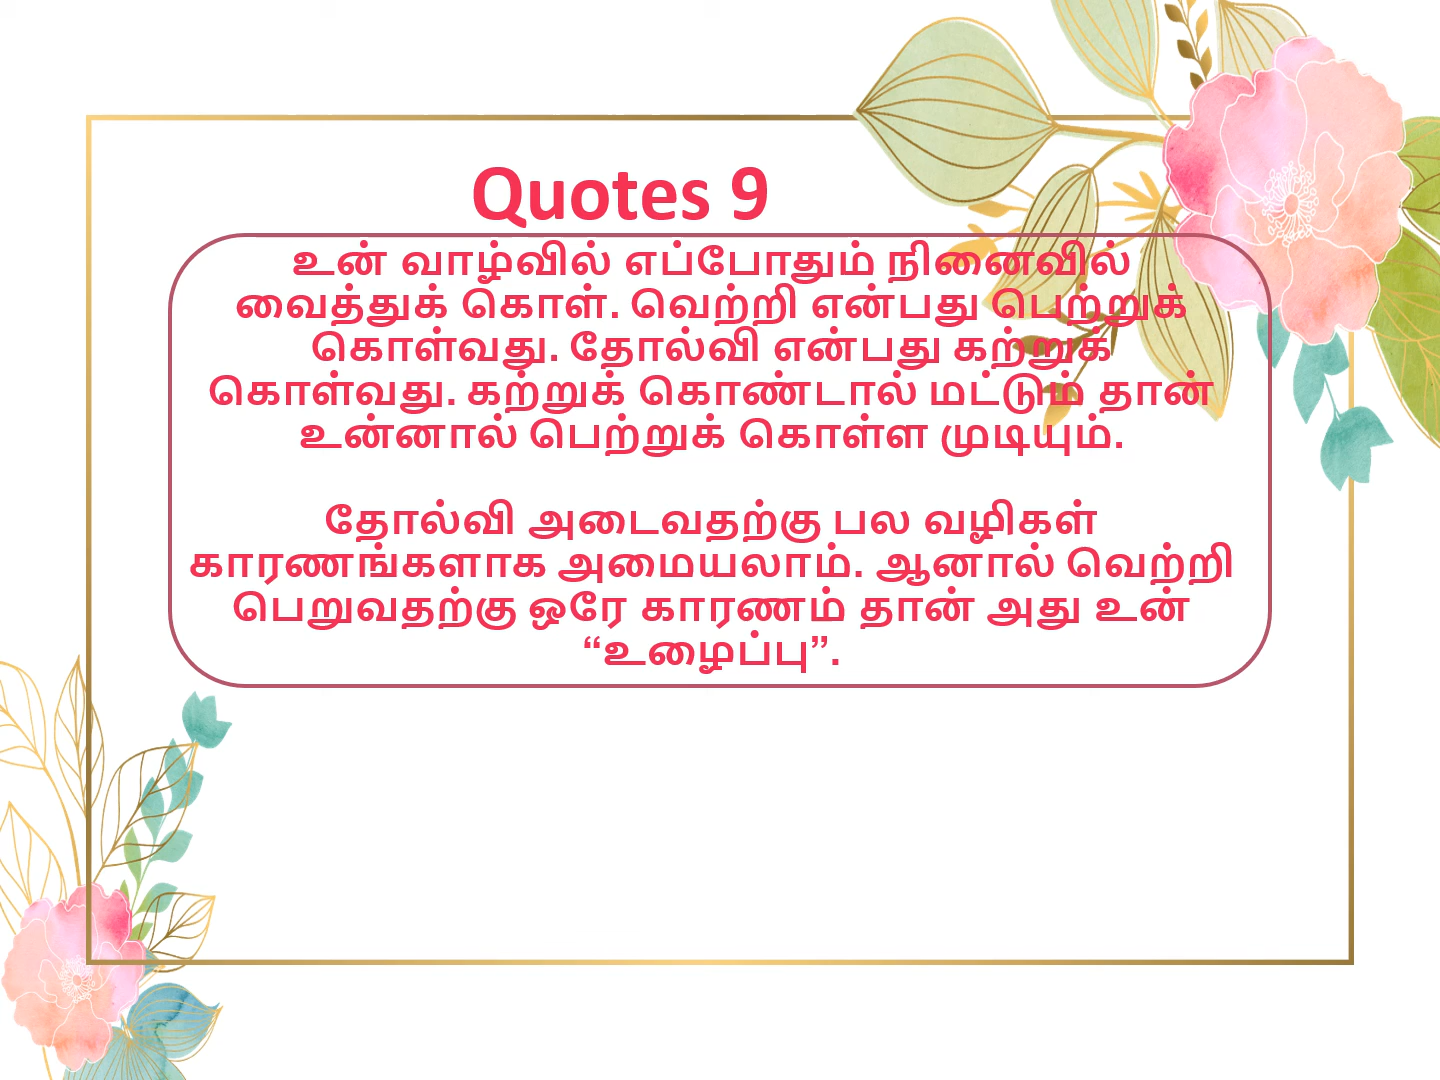 Quotes 9
உன் வாழ்வில் எப்போதும் நினைவில்
வைத்துக் கொள். வெற்றி என்பது பெற்றுக்
கொள்வது. தோல்வி என்பது கற்றுக்
கொள்வது. கற்றுக் கொண்டால் மட்டும் தான்
உன்னால் பெற்றுக் கொள்ள முடியும்.
தோல்வி அடைவதற்கு பல வழிகள்
காரணங்களாக அமையலாம். ஆனால் வெற்றி
பெறுவதற்கு ஒரே காரணம் தான் அது உன்
“உழைப்பு”.